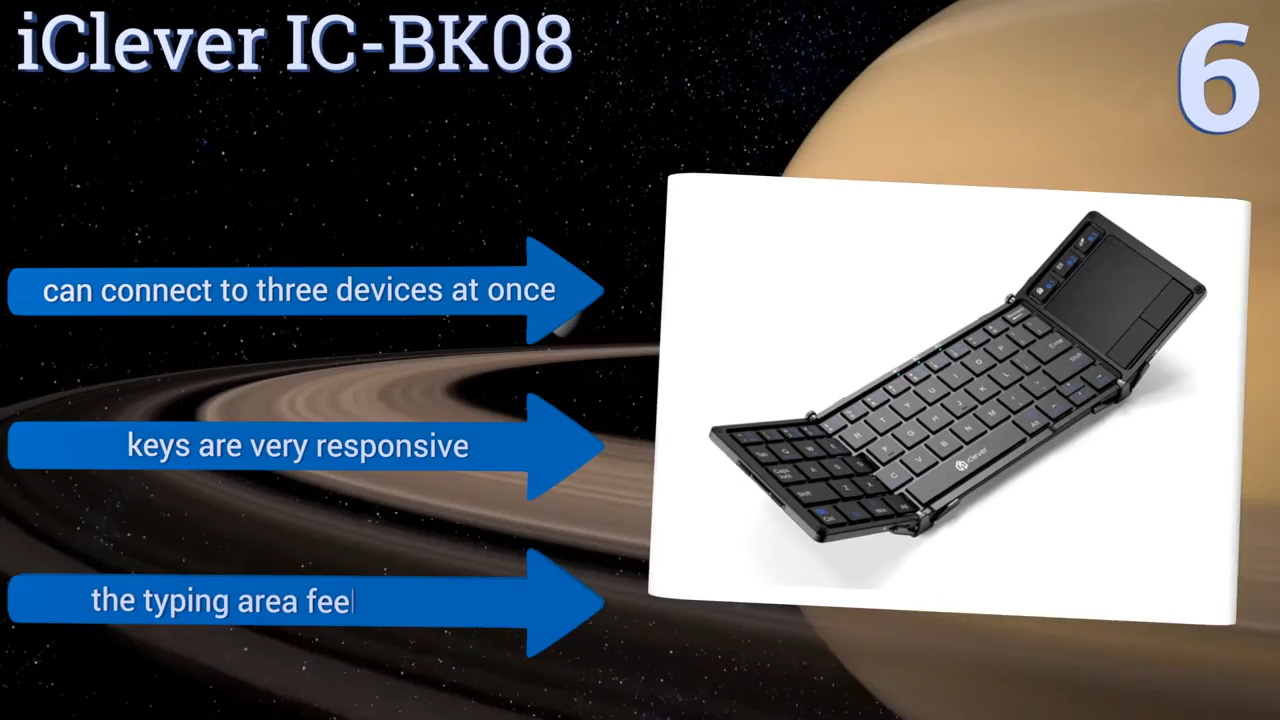 iClever IC-BK08
6
can connect to three devices at once
keys are very responsive
the typing area feel
iclever